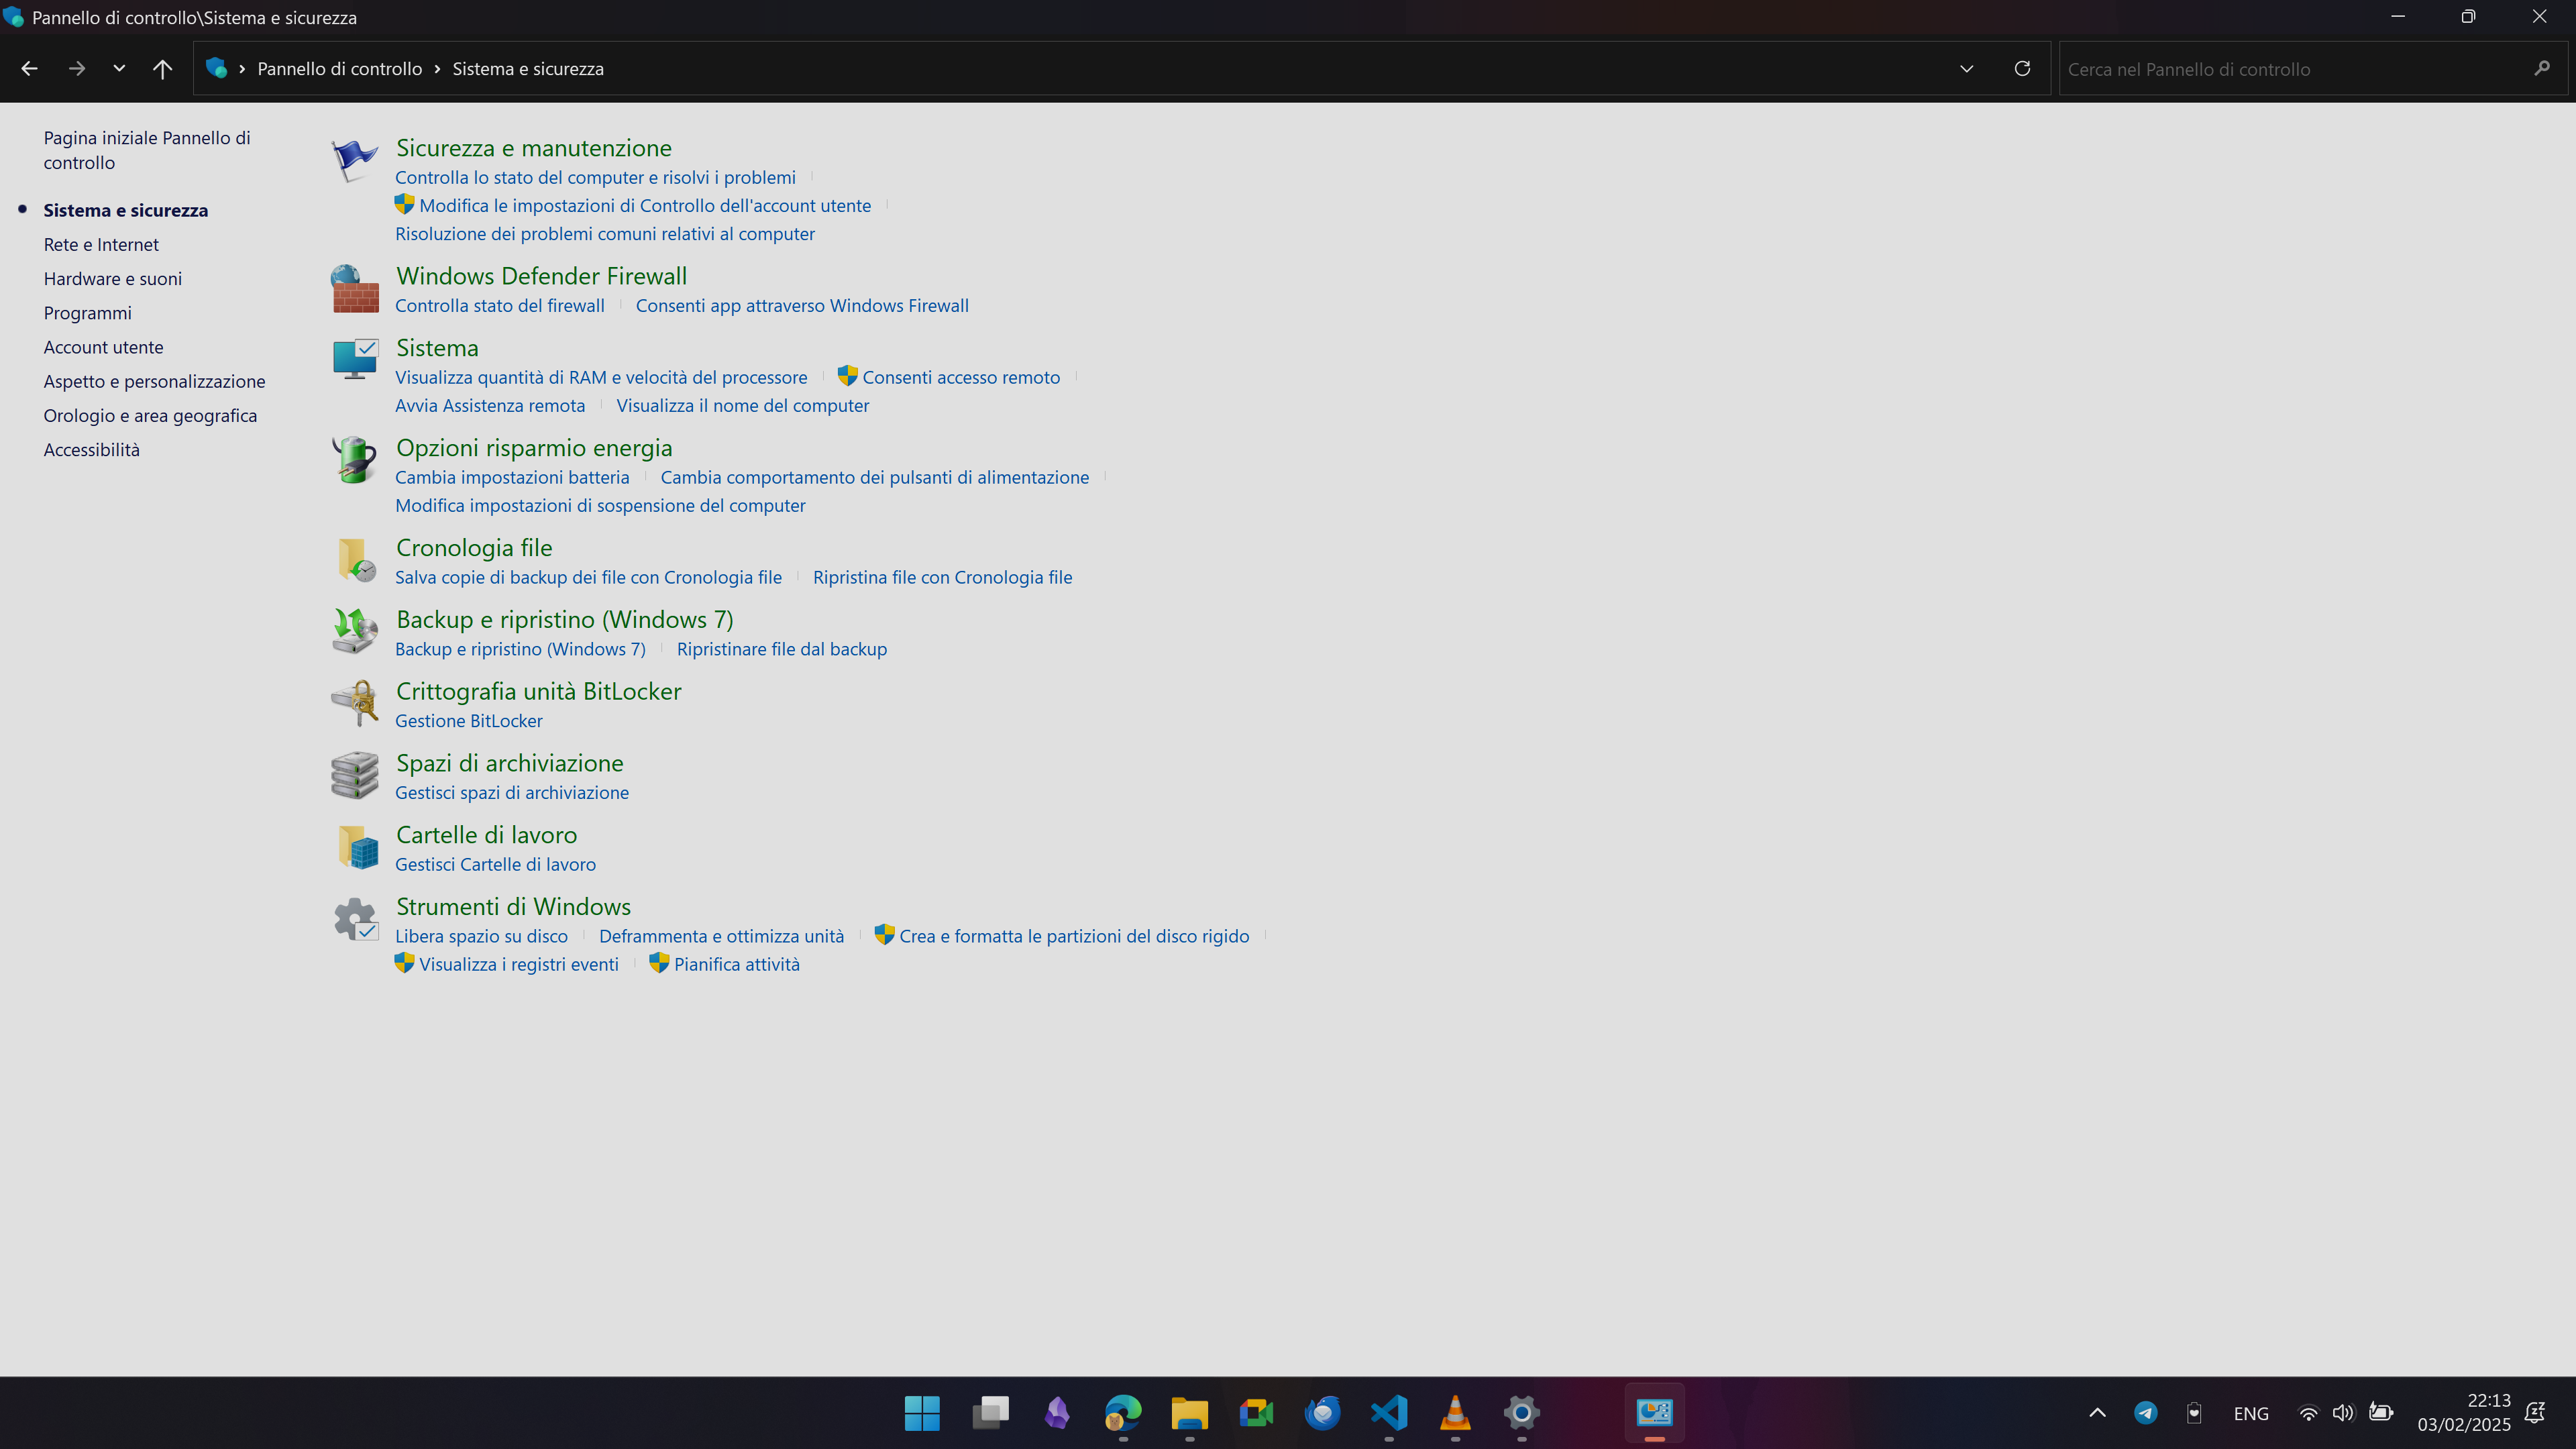 Pannello di controllo\Sistema e sicurezza
Pannello di controllo › Sistema e sicurezza
Cerca nel Pannello di controllo
Pagina iniziale Pannello di
controllo
Sistema e sicurezza
Rete e Internet
Hardware e suoni
Programmi
Account utente
Aspetto e personalizzazione
Orologio e area geografica
Accessibilità
Sicurezza e manutenzione
Controlla lo stato del computer e risolvi i problemi
Modifica le impostazioni di Controllo dell'account utente
Risoluzione dei problemi comuni relativi al computer
Windows Defender Firewall
Controlla stato del firewall Consenti app attraverso Windows Firewall
Sistema
Visualizza quantità di RAM e velocità del processore Consenti accesso remoto
Avvia Assistenza remota Visualizza il nome del computer
Opzioni risparmio energia
Cambia impostazioni batteria Cambia comportamento dei pulsanti di alimentazione
Modifica impostazioni di sospensione del computer
Cronologia file
Salva copie di backup dei file con Cronologia file Ripristina file con Cronologia file
Backup e ripristino (Windows 7)
Backup e ripristino (Windows 7) Ripristinare file dal backup
Crittografia unità BitLocker
Gestione BitLocker
Spazi di archiviazione
Gestisci spazi di archiviazione
Cartelle di lavoro
Gestisci Cartelle di lavoro
Strumenti di Windows
Libera spazio su disco Deframmenta e ottimizza unità Crea e formatta le partizioni del disco rigido
Visualizza i registri eventi Pianifica attività
ENG
22:13
03/02/2025